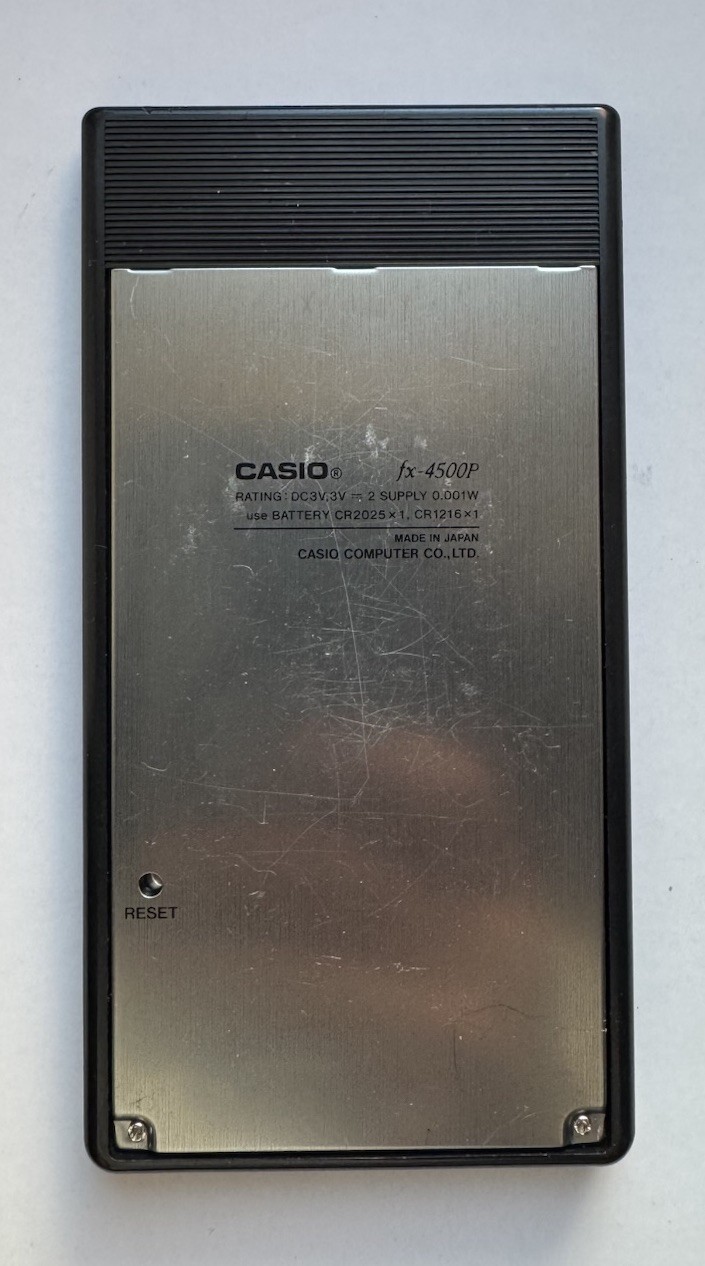 CASIO® fx-4500P
RATING: DC3V,3V ⎓ 2 SUPPLY 0.001W
use BATTERY CR2025×1, CR1216×1
MADE IN JAPAN
CASIO COMPUTER CO.,LTD.
RESET